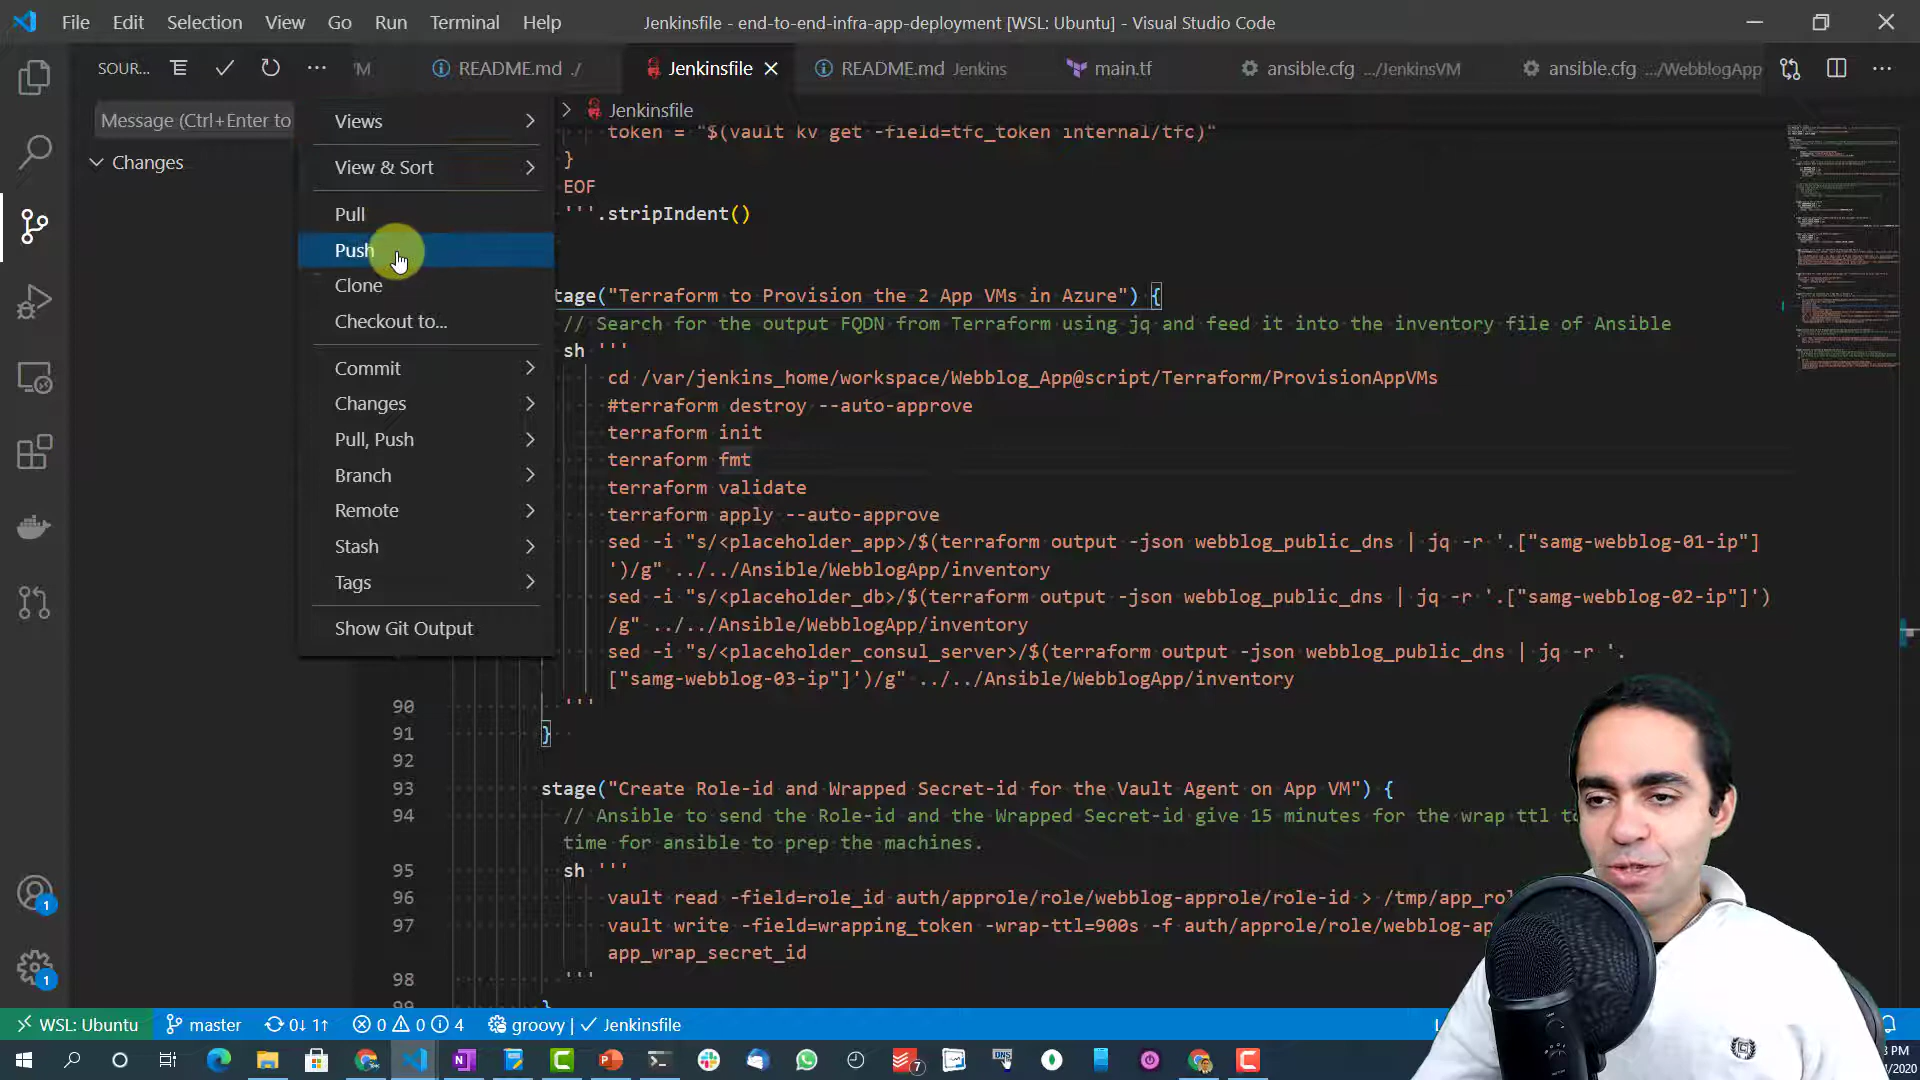 File Edit Selection View Go Run Terminal Help
Jenkinsfile - end-to-end-infra-app-deployment [WSL: Ubuntu] - Visual Studio Code
SOUR...
README.md ./
Jenkinsfile
README.md Jenkins
main.tf
ansible.cfg .../JenkinsVM
ansible.cfg .../WebblogApp
Message (Ctrl+Enter to
Changes
Views
View & Sort
Pull
Push
Clone
Checkout to...
Commit
Changes
Pull, Push
Branch
Remote
Stash
Tags
Show Git Output
Jenkinsfile
token = "$(vault kv get -field=tfc_token internal/tfc)"
}
EOF
'''.stripIndent()
tage("Terraform to Provision the 2 App VMs in Azure") {
// Search for the output FQDN from Terraform using jq and feed it into the inventory file of Ansible
sh '''
cd /var/jenkins_home/workspace/Webblog_App@script/Terraform/ProvisionAppVMs
#terraform destroy --auto-approve
terraform init
terraform fmt
terraform validate
terraform apply --auto-approve
sed -i "s/<placeholder_app>/$(terraform output -json webblog_public_dns | jq -r '.["samg-webblog-01-ip"]
')/g" ../../Ansible/WebblogApp/inventory
sed -i "s/<placeholder_db>/$(terraform output -json webblog_public_dns | jq -r '.["samg-webblog-02-ip"]')
/g" ../../Ansible/WebblogApp/inventory
sed -i "s/<placeholder_consul_server>/$(terraform output -json webblog_public_dns | jq -r '.
["samg-webblog-03-ip"]')/g" ../../Ansible/WebblogApp/inventory
90 '''
91 }
92
93 stage("Create Role-id and Wrapped Secret-id for the Vault Agent on App VM") {
94 // Ansible to send the Role-id and the Wrapped Secret-id give 15 minutes for the wrap ttl t
time for ansible to prep the machines.
95 sh '''
96 vault read -field=role_id auth/approle/role/webblog-approle/role-id > /tmp/app_ro
97 vault write -field=wrapping_token -wrap-ttl=900s -f auth/approle/role/webblog-ap
app_wrap_secret_id
98 '''
99 }
1
1
WSL: Ubuntu master 0↓ 1↑ 0 0 4 groovy | ✓ Jenkinsfile
7
DNS